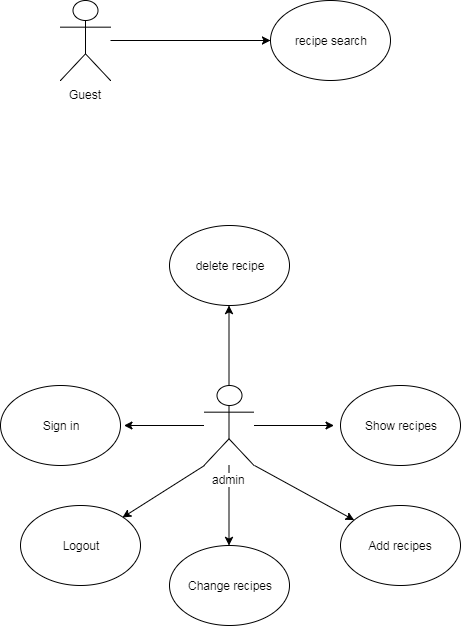 recipe search
Guest
delete recipe
Sign in
Show recipes
admin
Logout
Add recipes
Change recipes